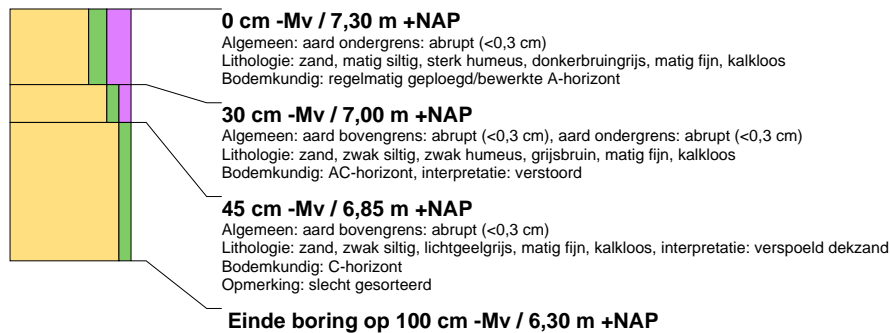 0 cm -Mv / 7,30 m +NAP
Algemeen: aard ondergrens: abrupt (<0,3 cm)
Lithologie: zand, matig siltig, sterk humeus, donkerbruingrijs, matig fijn, kalkloos
Bodemkundig: regelmatig geploegd/bewerkte A-horizont
30 cm -Mv / 7,00 m +NAP
Algemeen: aard bovengrens: abrupt (<0,3 cm), aard ondergrens: abrupt (<0,3 cm)
Lithologie: zand, zwak siltig, zwak humeus, grijsbruin, matig fijn, kalkloos
Bodemkundig: AC-horizont, interpretatie: verstoord
45 cm -Mv / 6,85 m +NAP
Algemeen: aard bovengrens: abrupt (<0,3 cm)
Lithologie: zand, zwak siltig, lichtgeelgrijs, matig fijn, kalkloos, interpretatie: verspoeld dekzand
Bodemkundig: C-horizont
Opmerking: slecht gesorteerd
Einde boring op 100 cm -Mv / 6,30 m +NAP